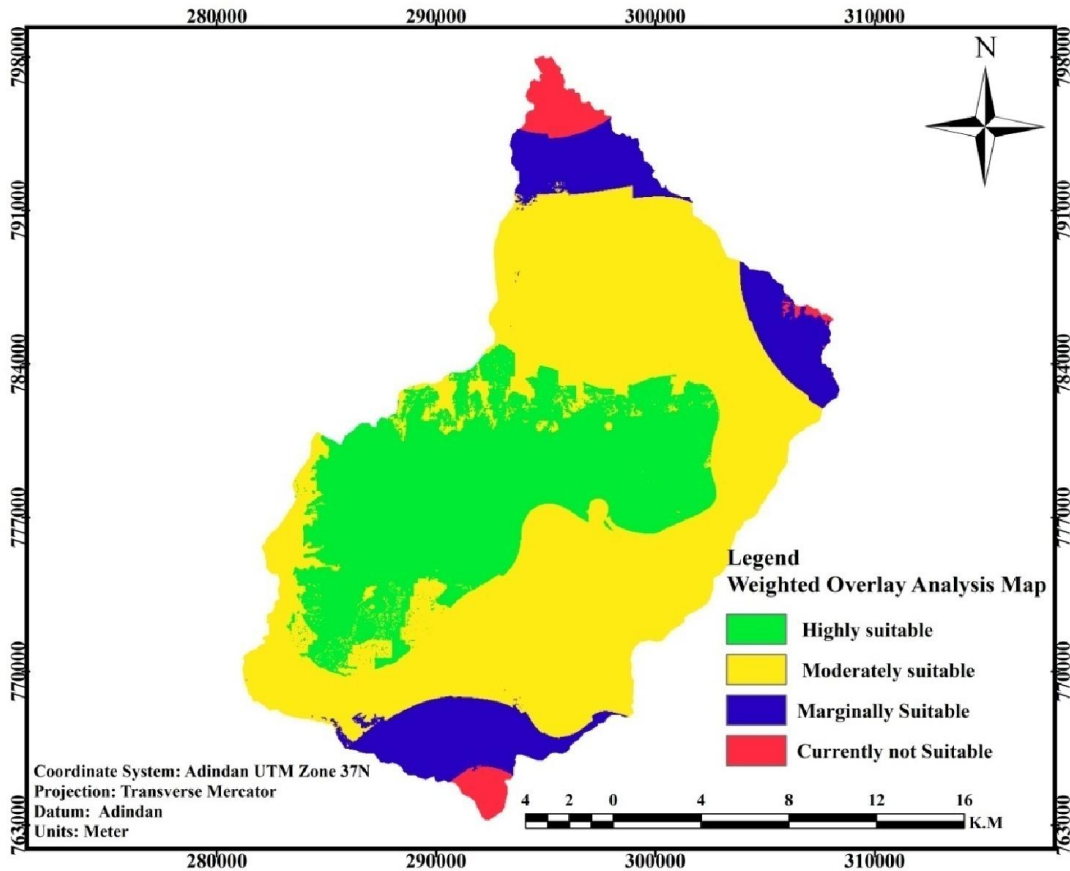 280000 290000 300000 310000
798000 798000
N
791000 791000
784000 784000
777000 777000
Legend
Weighted Overlay Analysis Map
Highly suitable
770000 770000
Moderately suitable
Marginally Suitable
Currently not Suitable
Coordinate System: Adindan UTM Zone 37N
Projection: Transverse Mercator
Datum: Adindan
Units: Meter
4 2 0 4 8 12 16
K.M
763000 763000
280000 290000 300000 310000